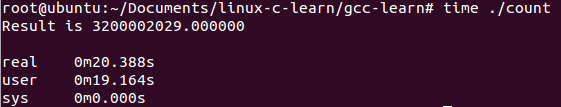 root@ubuntu:~/Documents/linux-c-learn/gcc-learn# time ./count
Result is 3200002029.000000
real 0m20.388s
user 0m19.164s
sys 0m0.000s